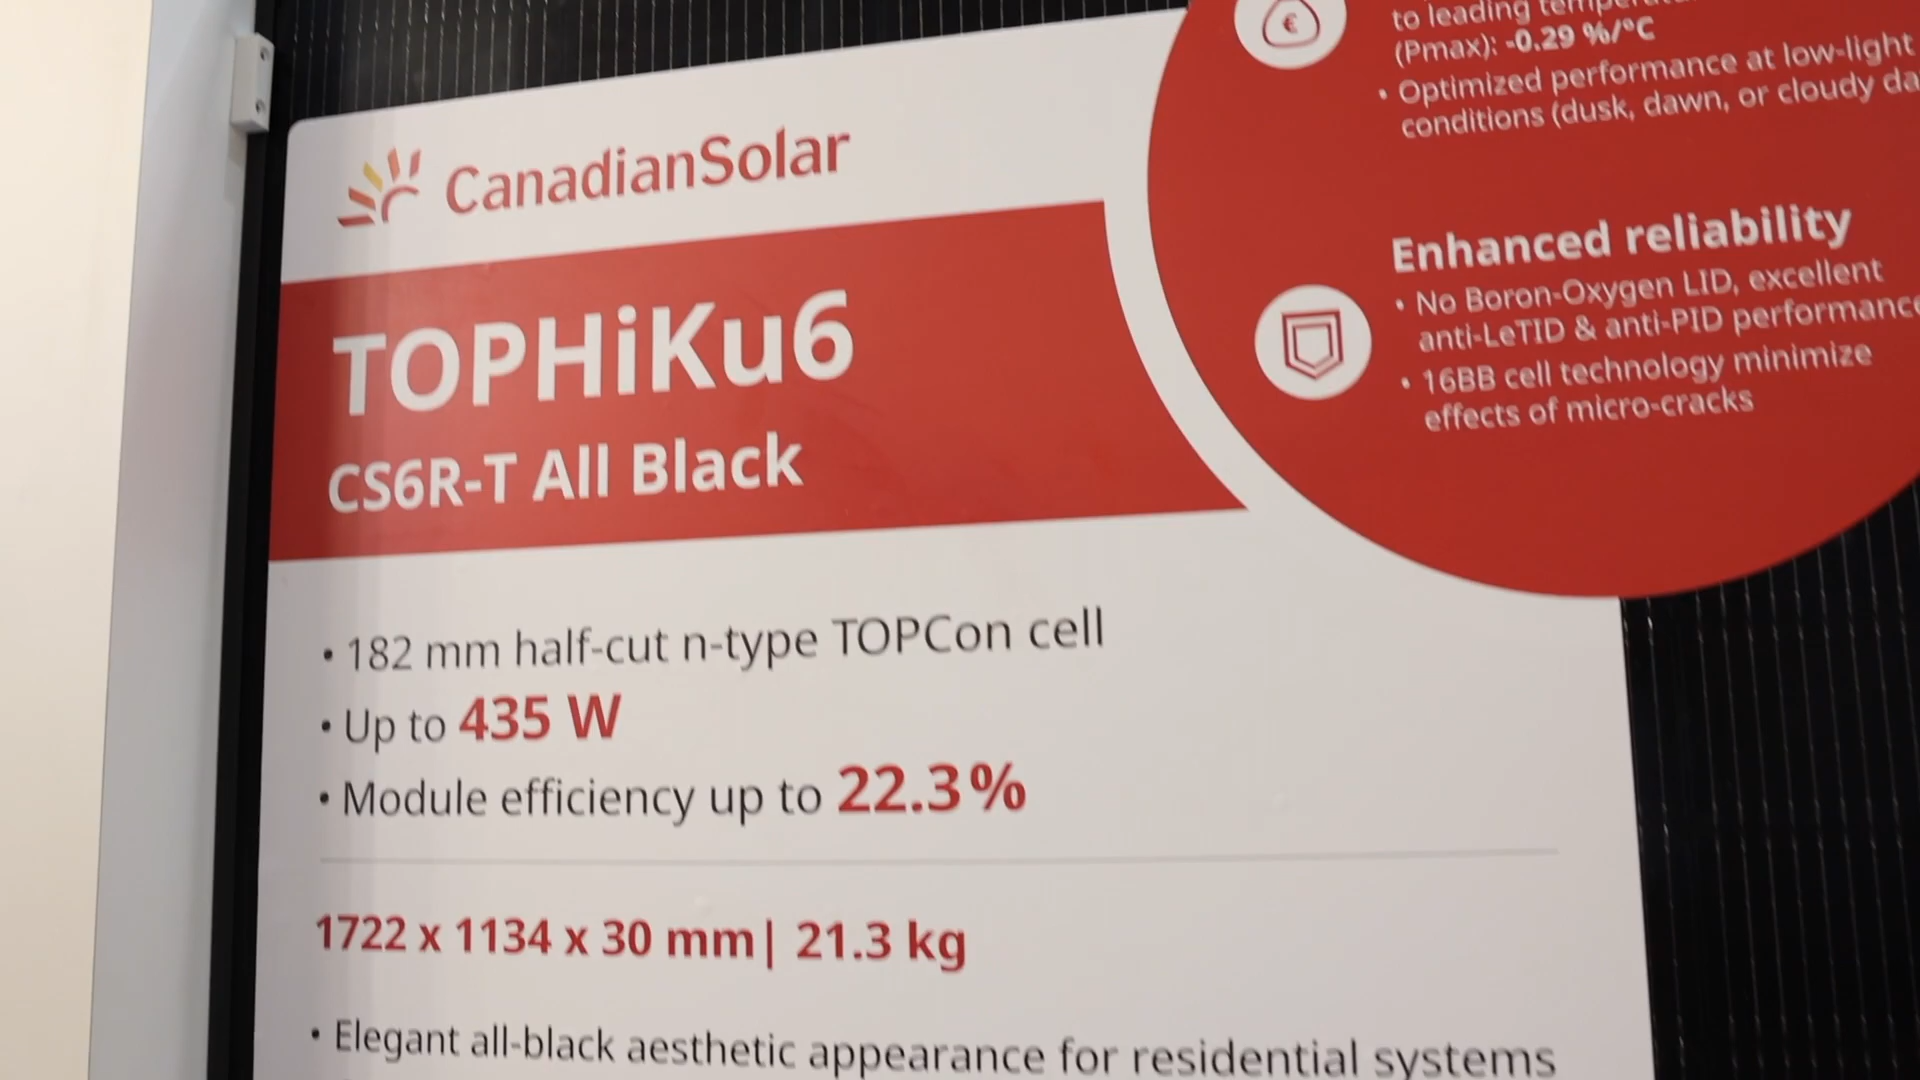 CanadianSolar
TOPHiKu6
CS6R-T All Black
• 182 mm half-cut n-type TOPCon cell
• Up to 435 W
• Module efficiency up to 22.3%
1722 x 1134 x 30 mm| 21.3 kg
• Elegant all-black aesthetic appearance for residential systems
€
to leading
(Pmax): -0.29 %/°C
• Optimized performance at low-light
conditions (dusk, dawn, or cloudy
Enhanced reliability
• No Boron-Oxygen LID, excellent
anti-LeTID & anti-PID performance
• 16BB cell technology minimize
effects of micro-cracks